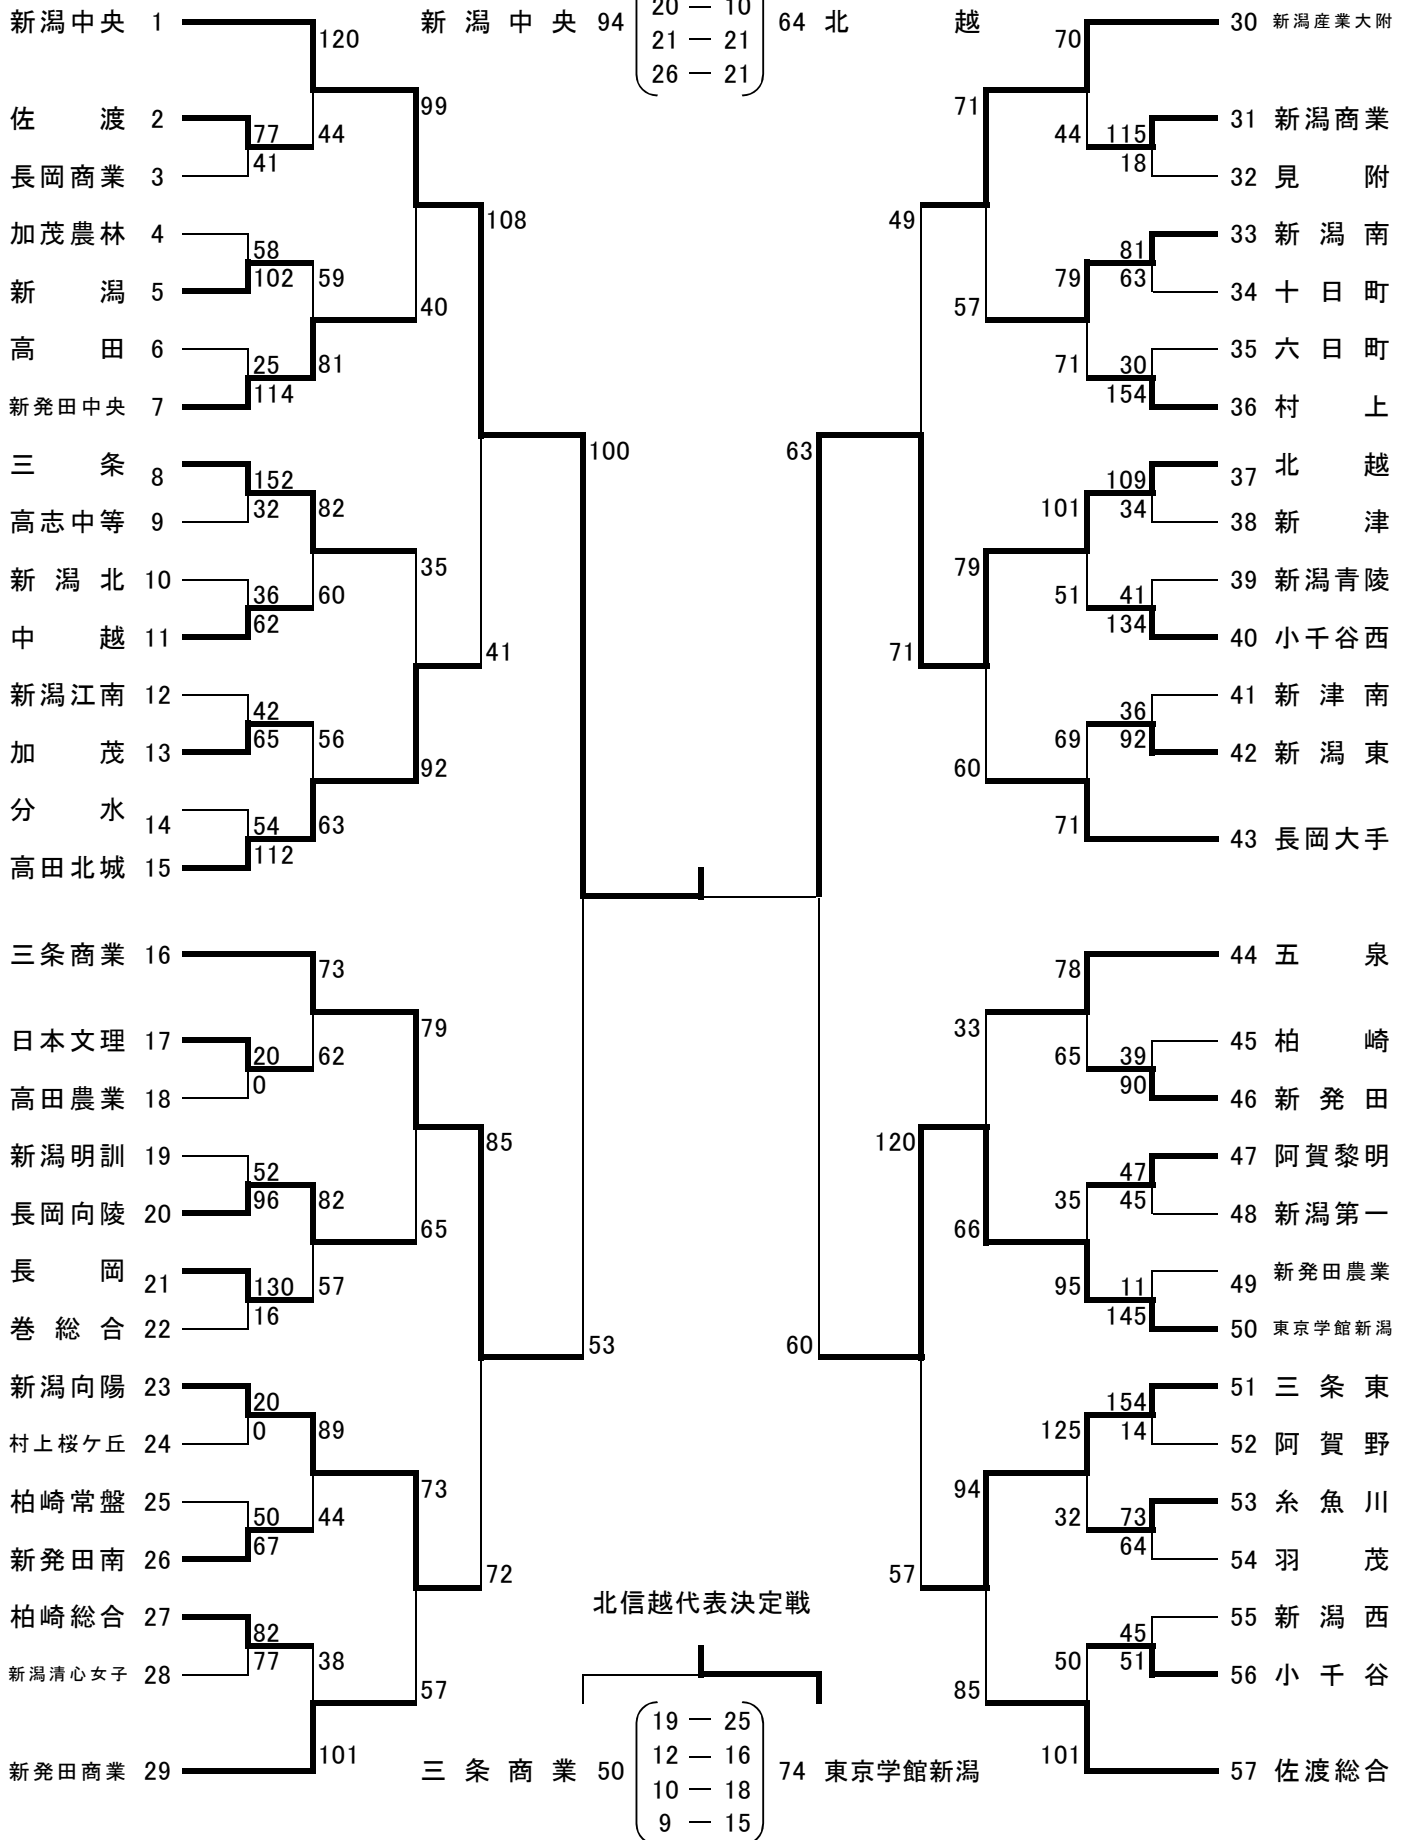 新潟中央 1
120
新潟中央 94
20 ― 10
21 ― 21
26 ― 21
64 北越
佐渡 2
77
41
44
99
長岡商業 3
加茂農林 4
58
102
59
新潟 5
40
108
高田 6
25
114
81
新発田中央 7
三条 8
152
32
82
高志中等 9
35
新潟北 10
36
62
60
中越 11
41
100
新潟江南 12
42
65
56
加茂 13
92
分水 14
54
112
63
高田北城 15
三条商業 16
73
79
日本文理 17
20
0
62
高田農業 18
85
新潟明訓 19
52
96
82
長岡向陵 20
65
長岡 21
130
16
57
巻総合 22
53
新潟向陽 23
20
0
89
村上桜ケ丘 24
73
柏崎常盤 25
50
67
44
新発田南 26
72
柏崎総合 27
82
77
38
新潟清心女子 28
57
新発田商業 29
101
30 新潟産業大附
70
71
31 新潟商業
115
18
44
32 見附
49
33 新潟南
81
63
79
34 十日町
57
35 六日町
30
154
71
36 村上
63
37 北越
109
34
101
38 新津
79
39 新潟青陵
41
134
51
40 小千谷西
71
41 新津南
36
92
69
42 新潟東
60
71
43 長岡大手
44 五泉
78
33
45 柏崎
39
90
65
46 新発田
120
47 阿賀黎明
47
45
35
48 新潟第一
66
49 新発田農業
11
145
95
50 東京学館新潟
60
51 三条東
154
14
125
52 阿賀野
94
53 糸魚川
73
64
32
54 羽茂
57
55 新潟西
45
51
50
56 小千谷
85
101
57 佐渡総合
北信越代表決定戦
三条商業 50
19 ― 25
12 ― 16
10 ― 18
9 ― 15
74 東京学館新潟